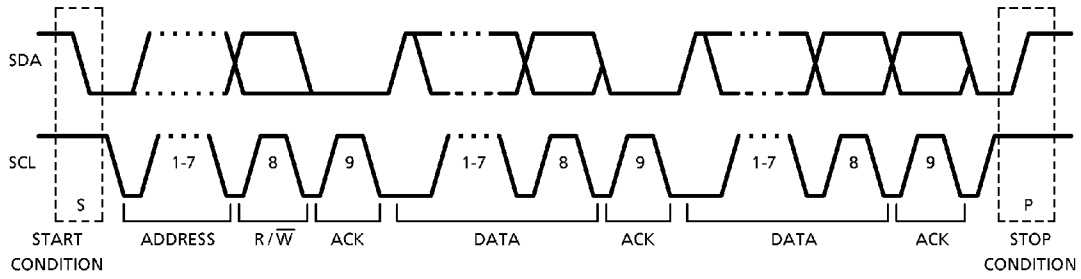 SDA
SCL
1-7
8
9
1-7
8
9
1-7
8
9
S
P
START CONDITION
ADDRESS
R / W̅
ACK
DATA
ACK
DATA
ACK
STOP CONDITION